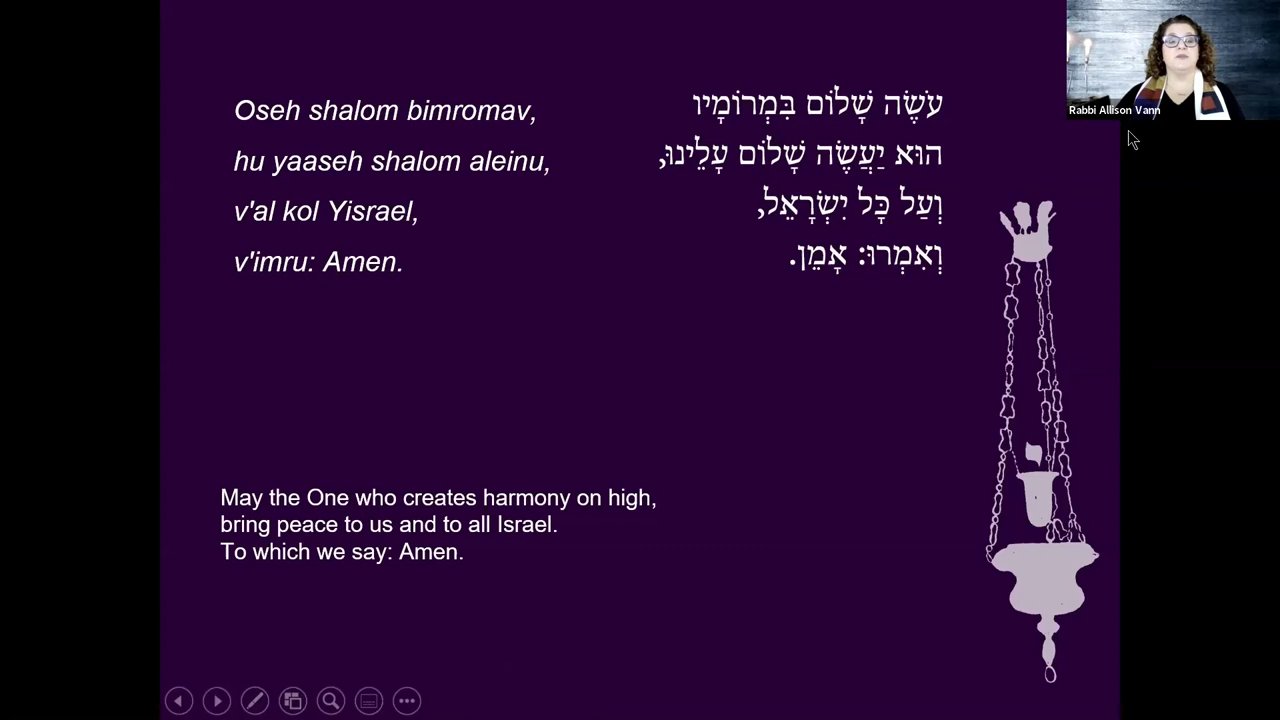 Oseh shalom bimromav,
hu yaaseh shalom aleinu,
v'al kol Yisrael,
v'imru: Amen.
עֹשֶׂה שָׁלוֹם בִּמְרוֹמָיו
הוּא יַעֲשֶׂה שָׁלוֹם עָלֵינוּ,
וְעַל כָּל יִשְׂרָאֵל,
וְאִמְרוּ: אָמֵן.
May the One who creates harmony on high,
bring peace to us and to all Israel.
To which we say: Amen.
Rabbi Allison Vann